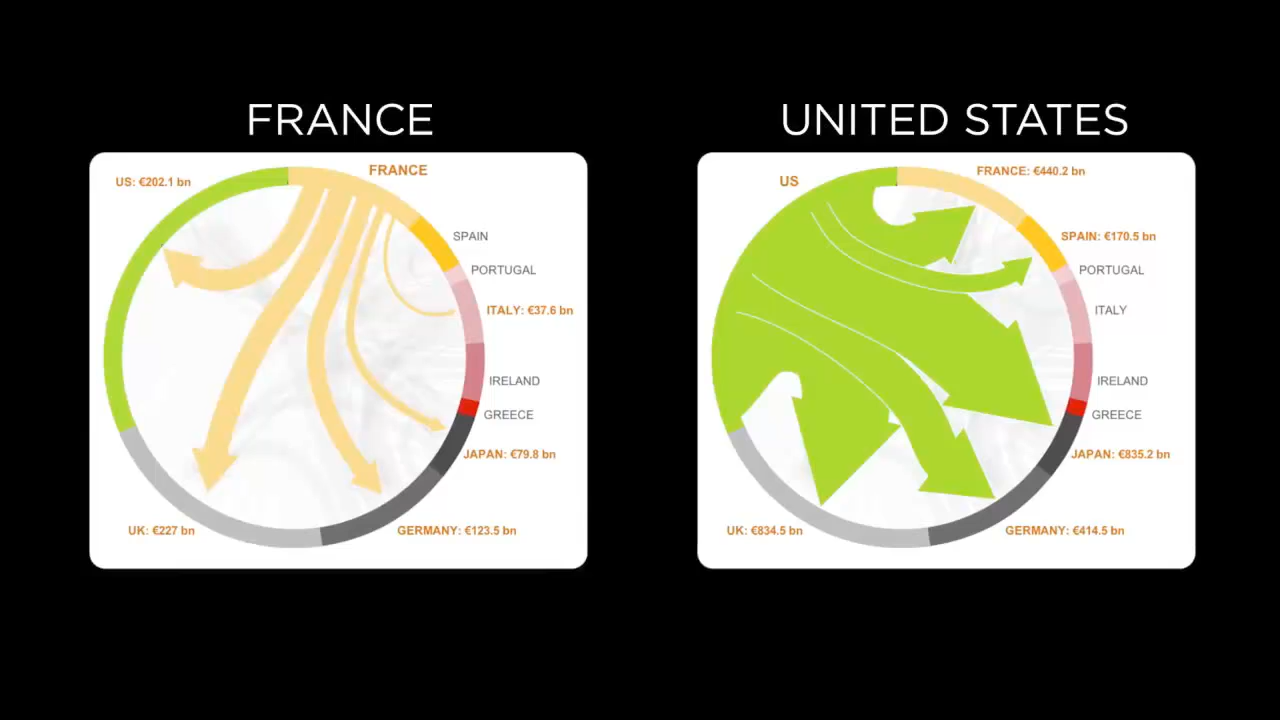 FRANCE
US: €202.1 bn
FRANCE
SPAIN
PORTUGAL
ITALY: €37.6 bn
IRELAND
GREECE
JAPAN: €79.8 bn
UK: €227 bn
GERMANY: €123.5 bn
UNITED STATES
US
FRANCE: €440.2 bn
SPAIN: €170.5 bn
PORTUGAL
ITALY
IRELAND
GREECE
JAPAN: €835.2 bn
UK: €834.5 bn
GERMANY: €414.5 bn